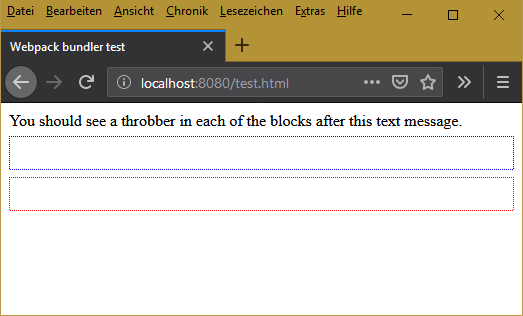 Datei Bearbeiten Ansicht Chronik Lesezeichen Extras Hilfe
Webpack bundler test
localhost:8080/test.html
You should see a throbber in each of the blocks after this text message.